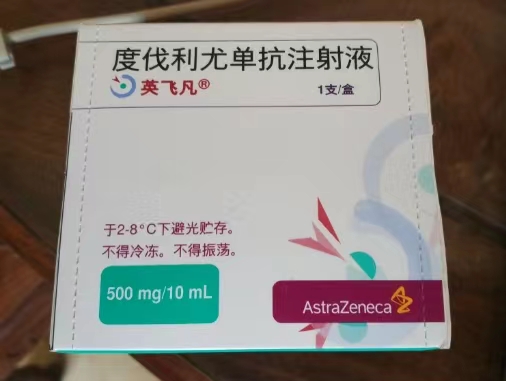 度伐利尤单抗注射液
英飞凡®
1支/盒
于2-8°C下避光贮存。
不得冷冻。不得振荡。
500 mg/10 mL
AstraZeneca